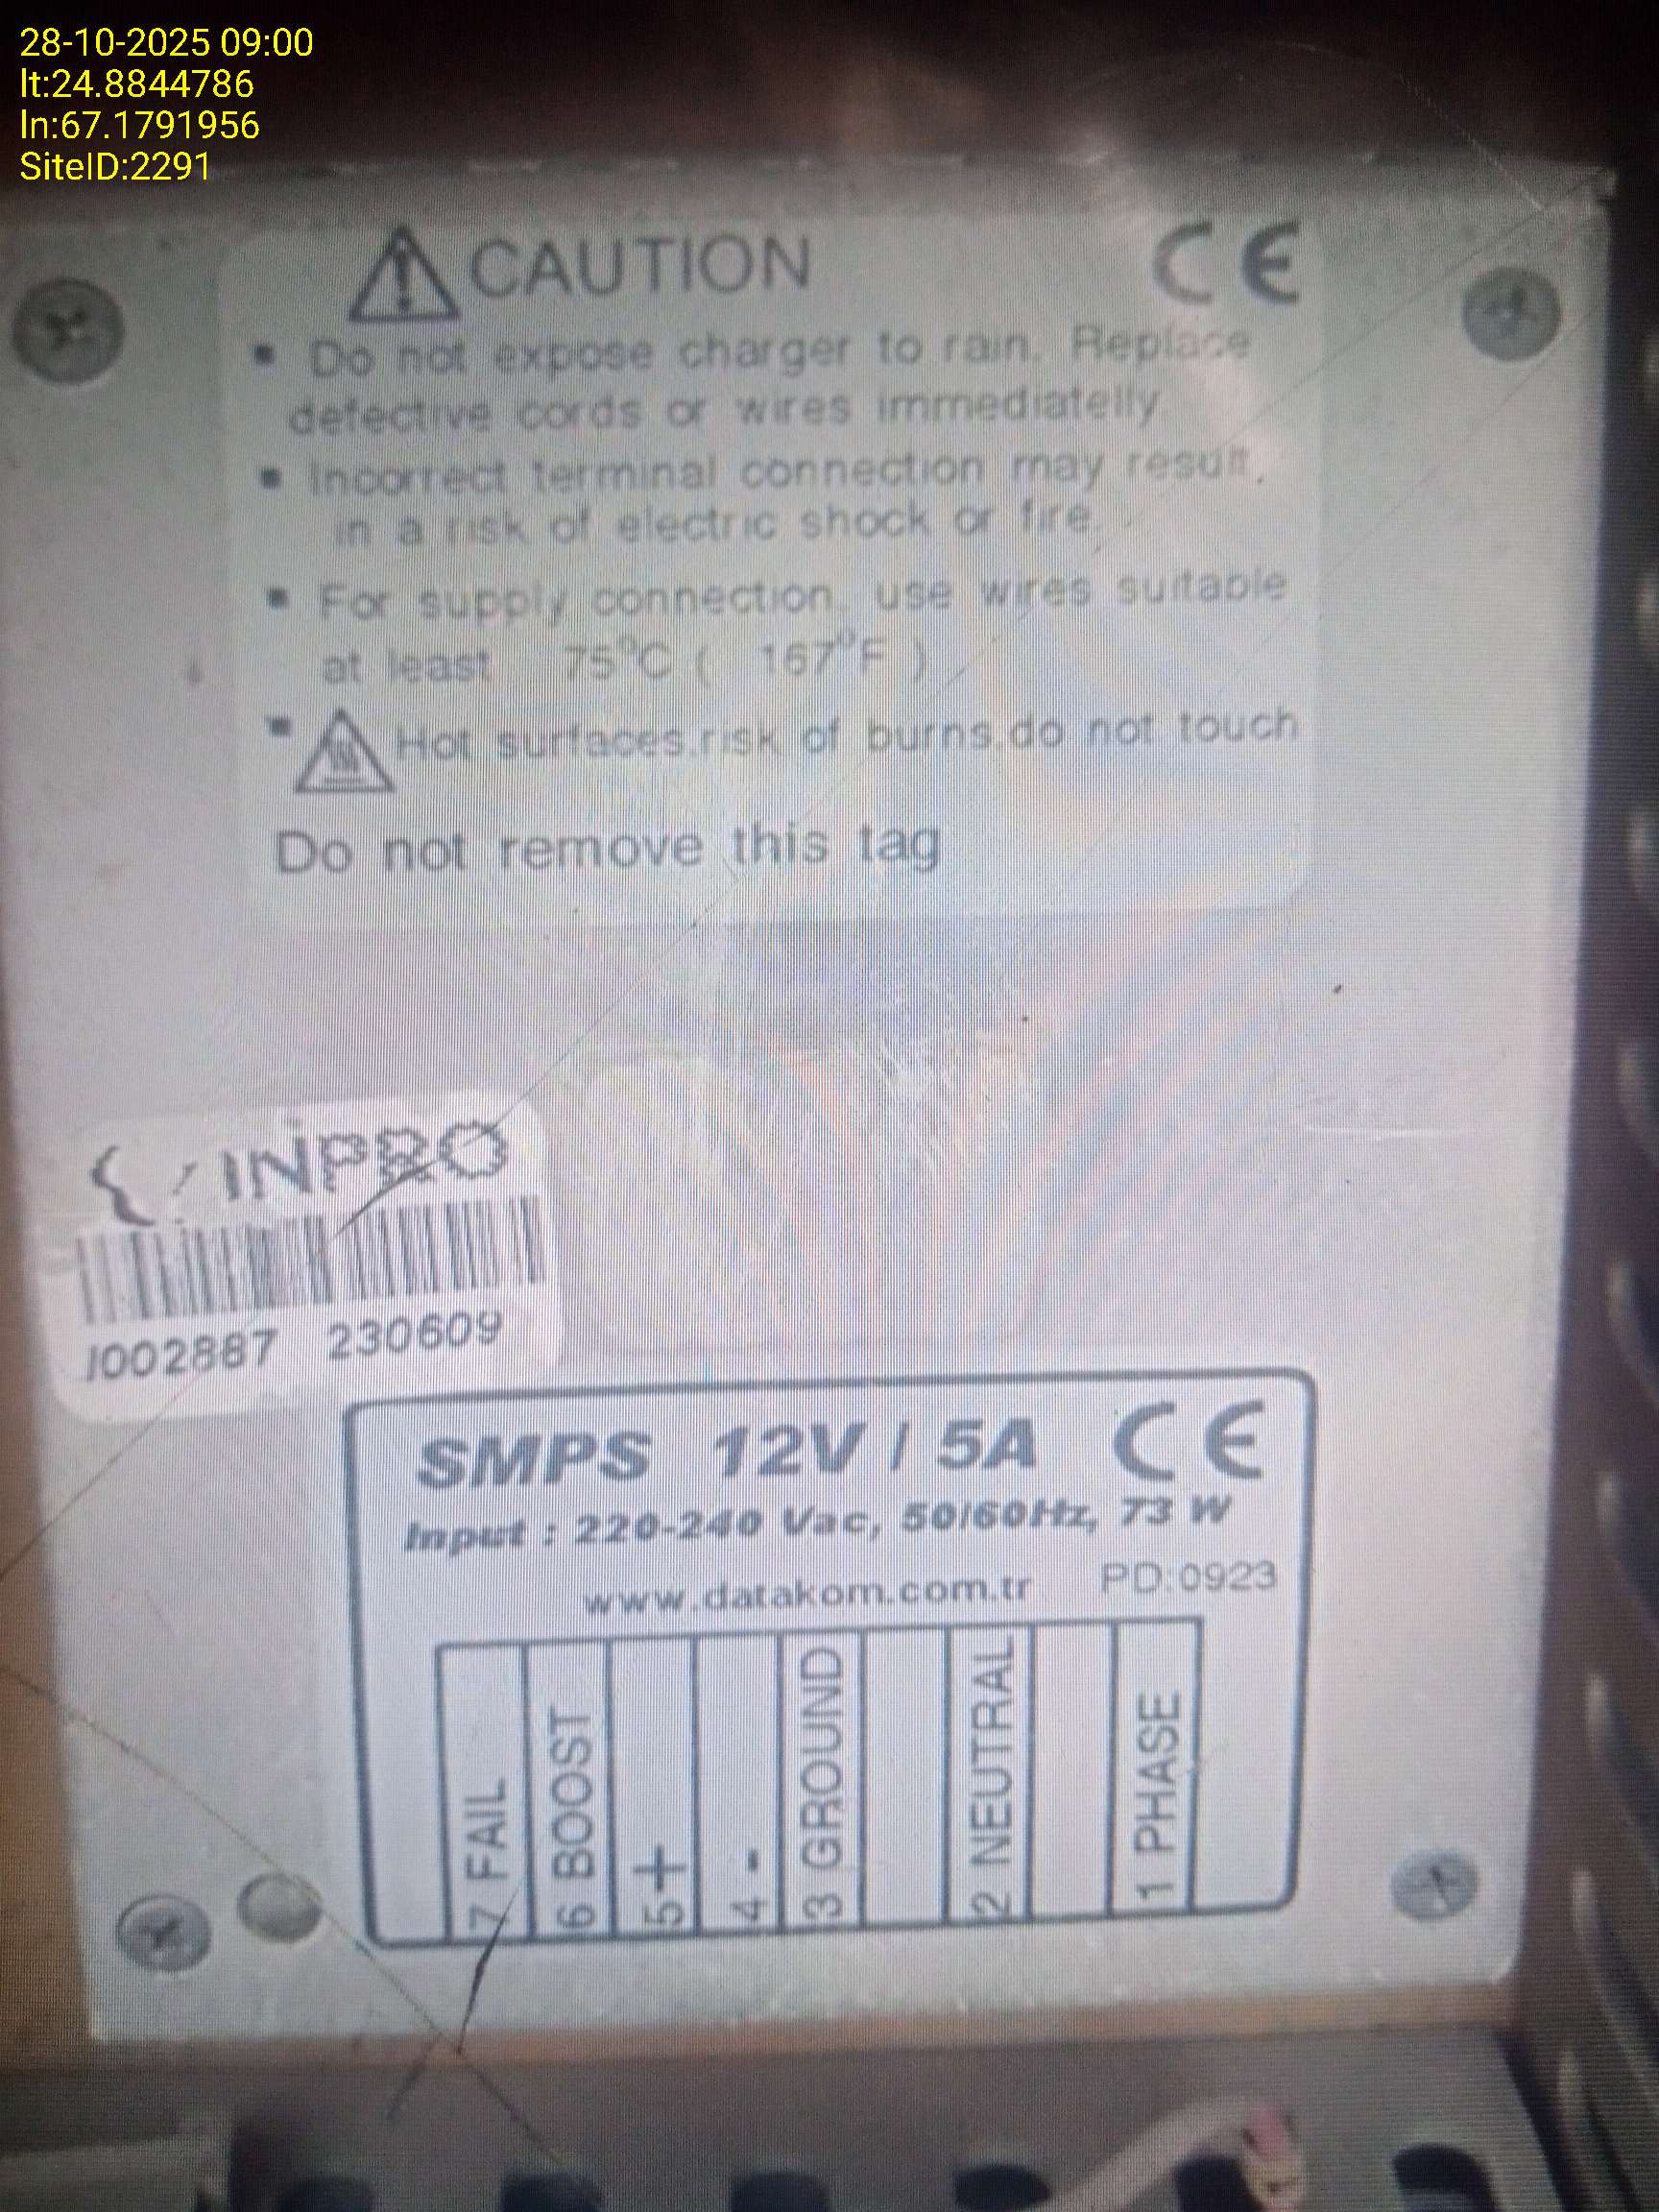 28-10-2025 09:00
lt:24.8844786
ln:67.1791956
SiteID:2291
CAUTION CE
Do not expose charger to rain. Replace
defective cords or wires immediatelly
Incorrect terminal connection may result
in a risk of electric shock or fire.
For supply connection use wires suitable
at least 75°C ( 167°F )
Hot surfaces,risk of burns,do not touch
Do not remove this tag
INPRO
I002887 230609
SMPS 12V / 5A CE
Input : 220-240 Vac, 50/60Hz, 73 W
www.datakom.com.tr PD:0923
7 FAIL
6 BOOST
5 +
4 -
3 GROUND
2 NEUTRAL
1 PHASE